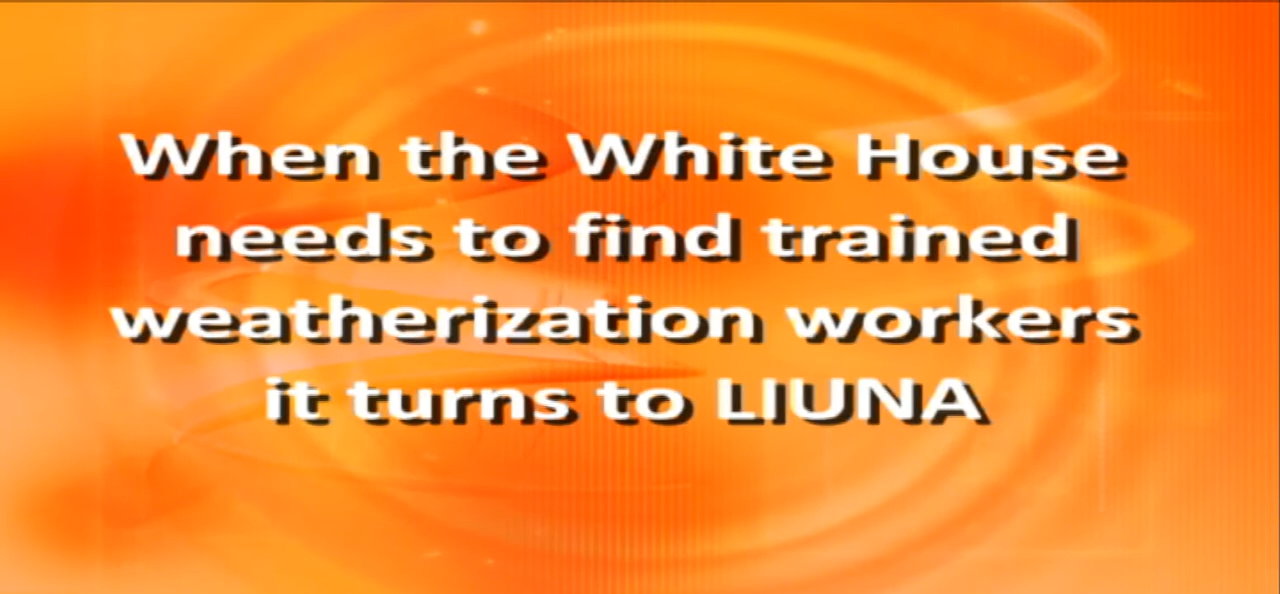 When the White House
needs to find trained
weatherization workers
it turns to LIUNA